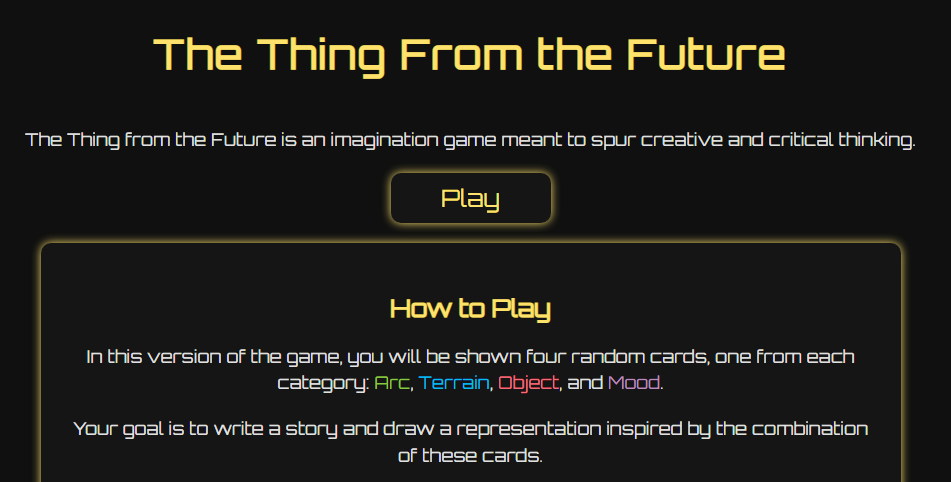 The Thing From the Future
The Thing from the Future is an imagination game meant to spur creative and critical thinking.
Play
How to Play
In this version of the game, you will be shown four random cards, one from each
category: Arc, Terrain, Object, and Mood.
Your goal is to write a story and draw a representation inspired by the combination
of these cards.